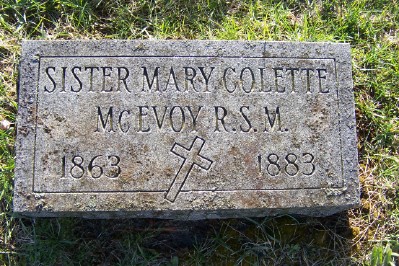 SISTER MARY COLETTE
McEVOY R.S.M.
1863 1883